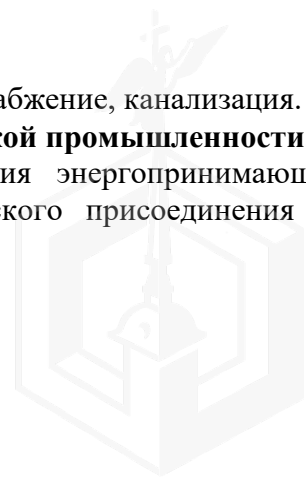 абжение, канализация.
кой промышленности
ия энергопринимающ
ского присоединения